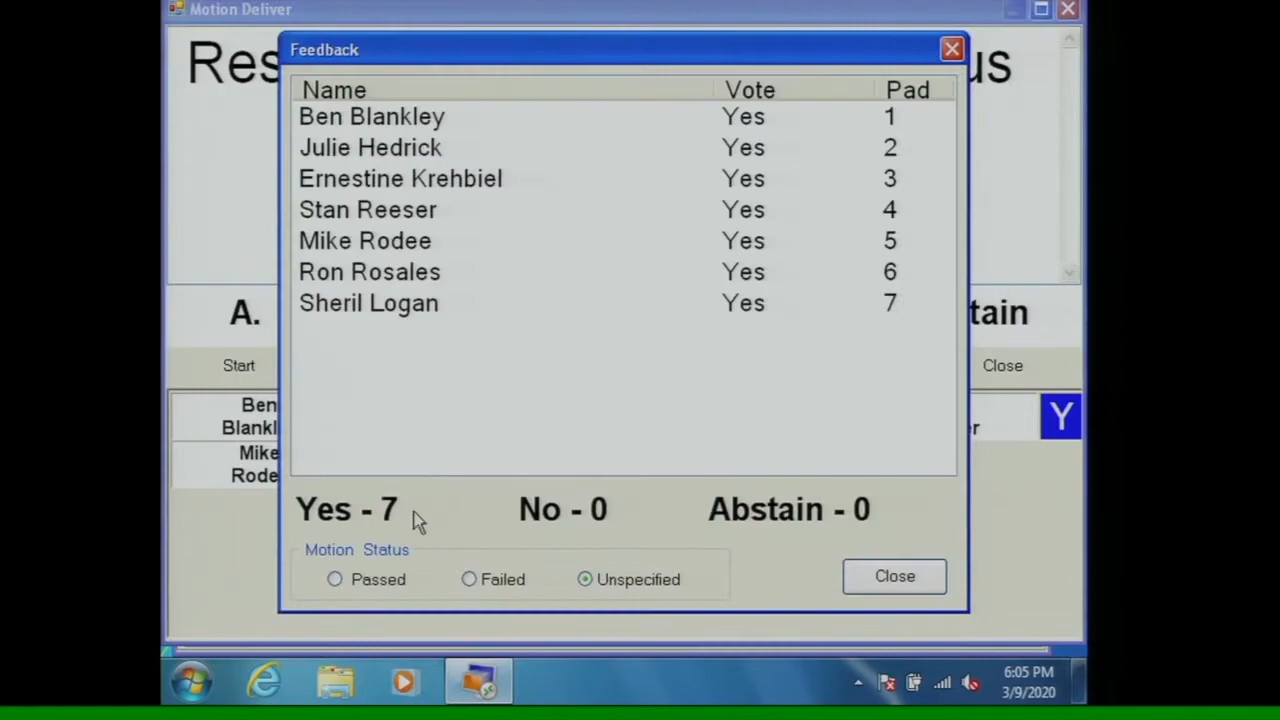 Motion Deliver
Feedback
Res
us
Name Vote Pad
Ben Blankley Yes 1
Julie Hedrick Yes 2
Ernestine Krehbiel Yes 3
Stan Reeser Yes 4
Mike Rodee Yes 5
Ron Rosales Yes 6
Sheril Logan Yes 7
A. tain
Start Close
Ben
Blankl er Y
Mike
Rodee
Yes - 7 No - 0 Abstain - 0
Motion Status
Passed Failed Unspecified Close
6:05 PM
3/9/2020